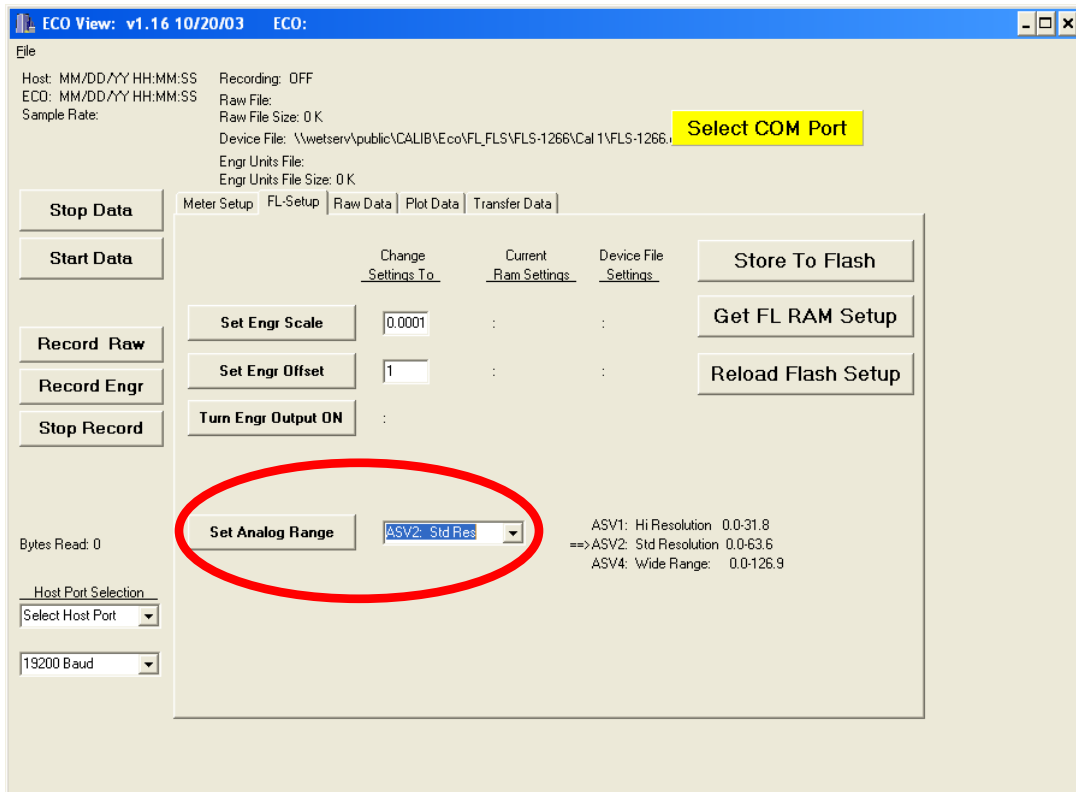 ECO View: v1.16 10/20/03 ECO:
File
Host: MM/DD/YY HH:MM:SS
ECO: MM/DD/YY HH:MM:SS
Sample Rate:
Recording: OFF
Raw File:
Raw File Size: 0 K
Device File: \\wetserv\public\CALIB\Eco\FL_FLS\FLS-1266\Cal 1\FLS-1266.
Engr Units File:
Engr Units File Size: 0 K
Select COM Port
Stop Data
Start Data
Record Raw
Record Engr
Stop Record
Bytes Read: 0
Host Port Selection
Select Host Port
19200 Baud
Meter Setup FL-Setup Raw Data Plot Data Transfer Data
Change Settings To
Current Ram Settings
Device File Settings
Set Engr Scale 0.0001 : :
Set Engr Offset 1 : :
Turn Engr Output ON :
Store To Flash
Get FL RAM Setup
Reload Flash Setup
Set Analog Range ASV2: Std Res
ASV1: Hi Resolution 0.0-31.8
==>ASV2: Std Resolution 0.0-63.6
ASV4: Wide Range: 0.0-126.9